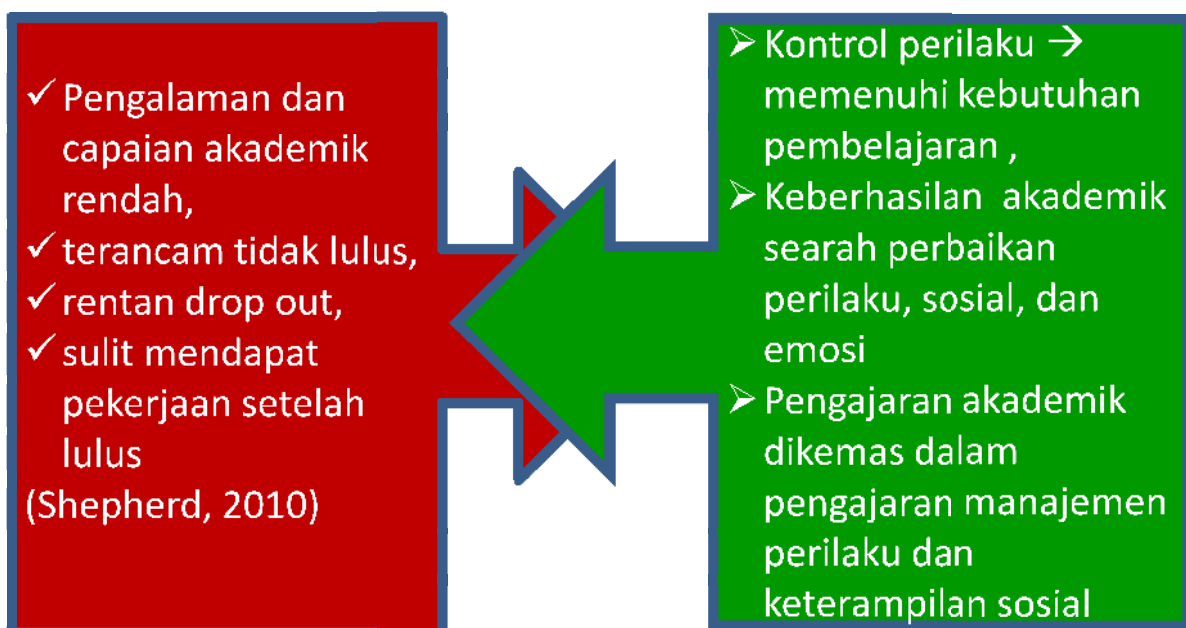 ✓ Pengalaman dan
capaian akademik
rendah,
✓ terancam tidak lulus,
✓ rentan drop out,
✓ sulit mendapat
pekerjaan setelah
lulus
(Shepherd, 2010)
➢ Kontrol perilaku →
memenuhi kebutuhan
pembelajaran ,
➢ Keberhasilan akademik
searah perbaikan
perilaku, sosial, dan
emosi
➢ Pengajaran akademik
dikemas dalam
pengajaran manajemen
perilaku dan
keterampilan sosial